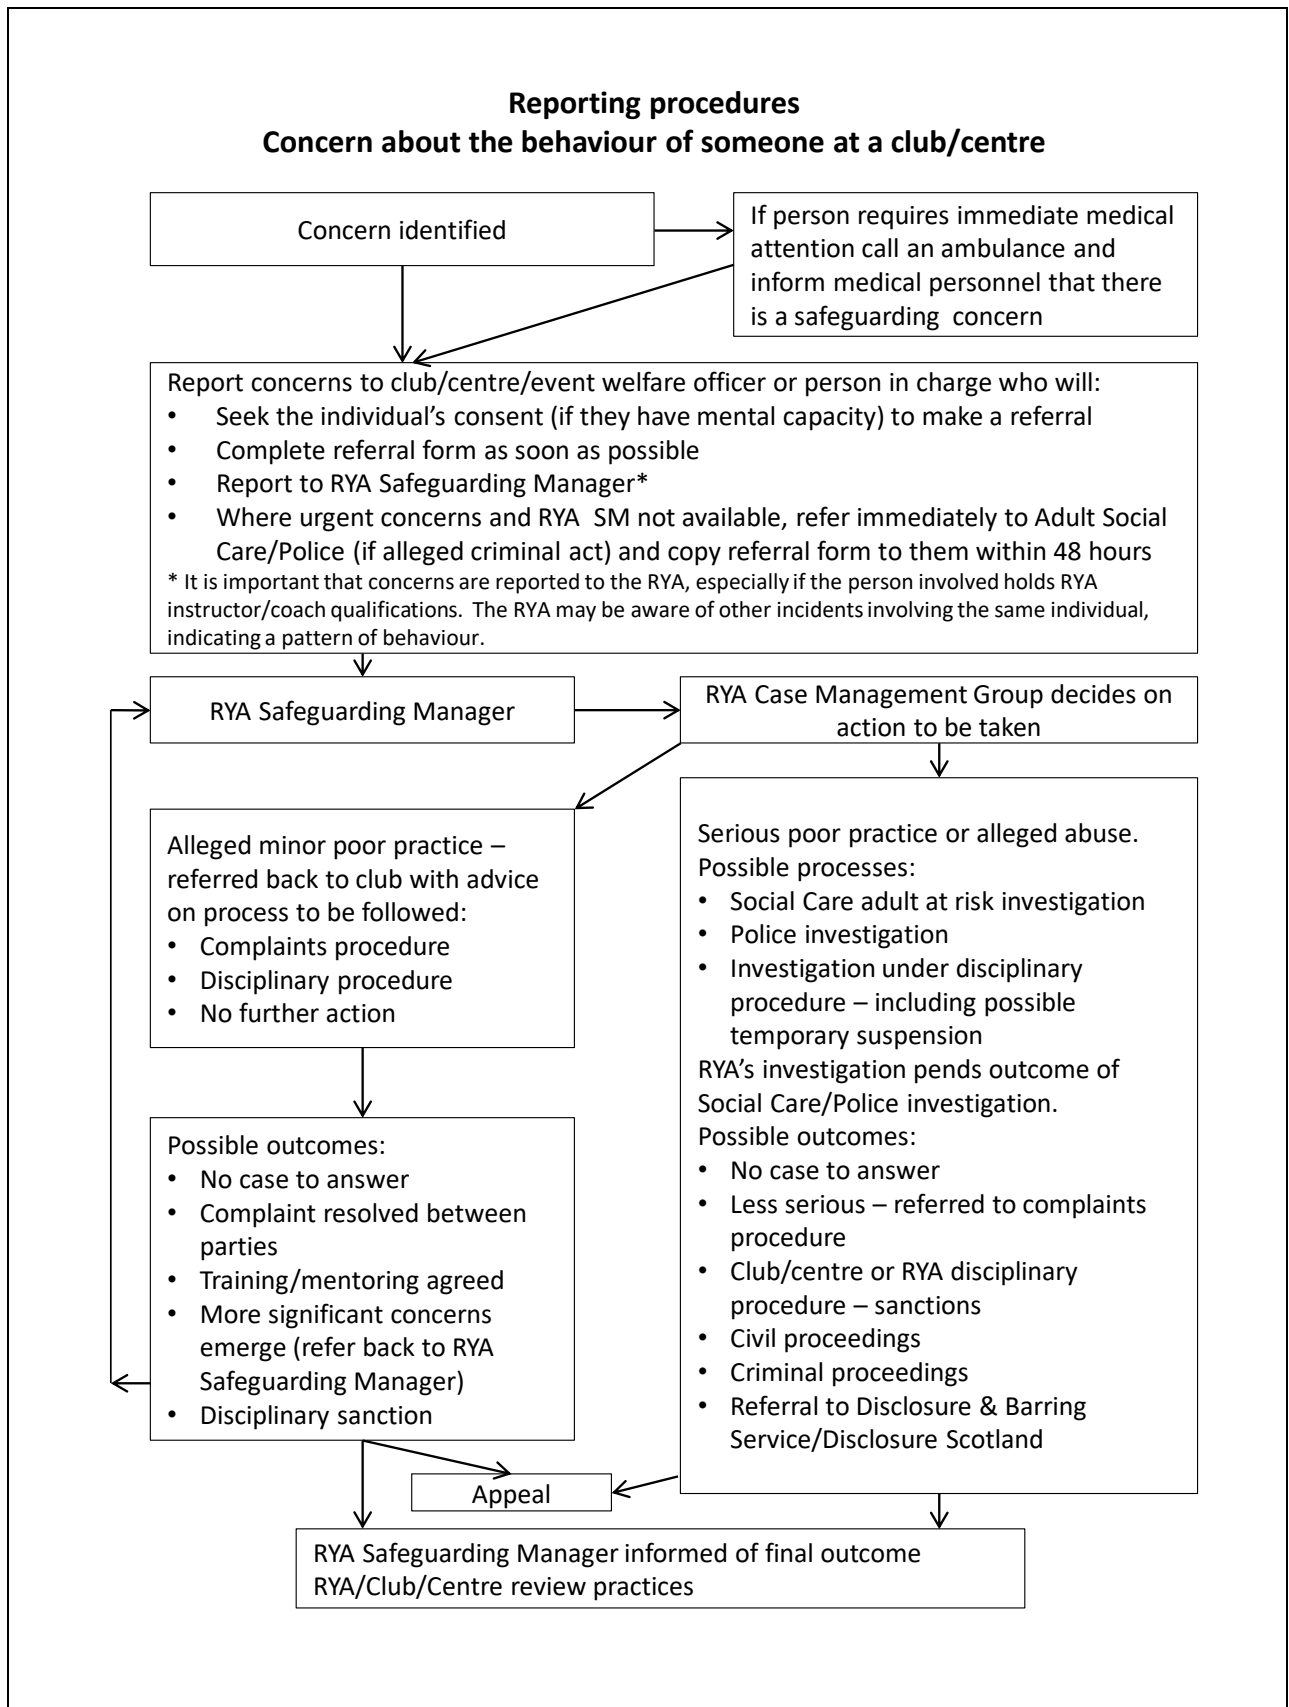 Reporting procedures
Concern about the behaviour of someone at a club/centre
Concern identified
If person requires immediate medical
attention call an ambulance and
inform medical personnel that there
is a safeguarding concern
Report concerns to club/centre/event welfare officer or person in charge who will:
• Seek the individual’s consent (if they have mental capacity) to make a referral
• Complete referral form as soon as possible
• Report to RYA Safeguarding Manager*
• Where urgent concerns and RYA SM not available, refer immediately to Adult Social
Care/Police (if alleged criminal act) and copy referral form to them within 48 hours
* It is important that concerns are reported to the RYA, especially if the person involved holds RYA
instructor/coach qualifications. The RYA may be aware of other incidents involving the same individual,
indicating a pattern of behaviour.
RYA Safeguarding Manager
RYA Case Management Group decides on
action to be taken
Alleged minor poor practice –
referred back to club with advice
on process to be followed:
• Complaints procedure
• Disciplinary procedure
• No further action
Serious poor practice or alleged abuse.
Possible processes:
• Social Care adult at risk investigation
• Police investigation
• Investigation under disciplinary
procedure – including possible
temporary suspension
RYA’s investigation pends outcome of
Social Care/Police investigation.
Possible outcomes:
• No case to answer
• Less serious – referred to complaints
procedure
• Club/centre or RYA disciplinary
procedure – sanctions
• Civil proceedings
• Criminal proceedings
• Referral to Disclosure & Barring
Service/Disclosure Scotland
Possible outcomes:
• No case to answer
• Complaint resolved between
parties
• Training/mentoring agreed
• More significant concerns
emerge (refer back to RYA
Safeguarding Manager)
• Disciplinary sanction
Appeal
RYA Safeguarding Manager informed of final outcome
RYA/Club/Centre review practices